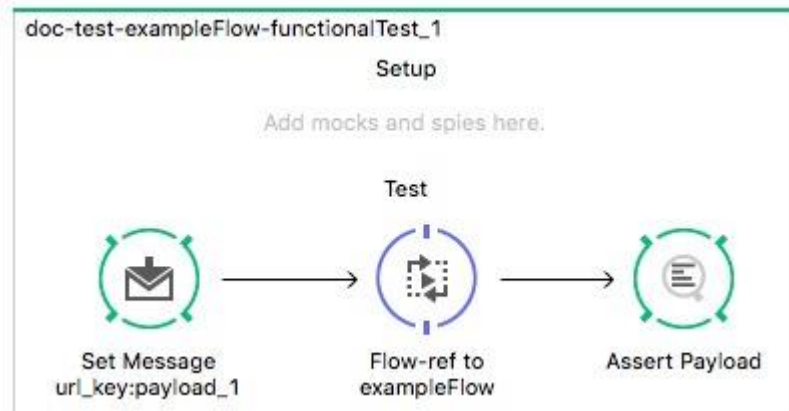 doc-test-exampleFlow-functionalTest_1
Setup
Add mocks and spies here.
Test
Set Message
url_key:payload_1
Flow-ref to
exampleFlow
Assert Payload